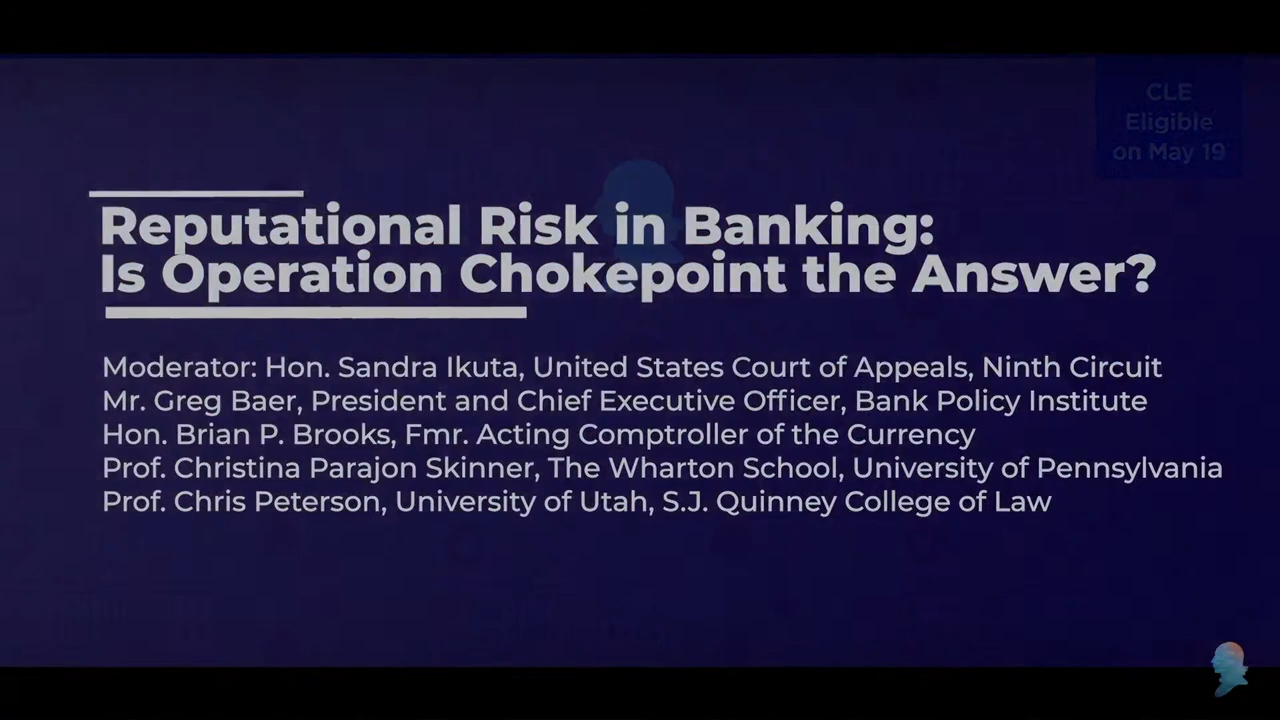 CLE
Eligible
on May 19
Reputational Risk in Banking:
Is Operation Chokepoint the Answer?
Moderator: Hon. Sandra Ikuta, United States Court of Appeals, Ninth Circuit
Mr. Greg Baer, President and Chief Executive Officer, Bank Policy Institute
Hon. Brian P. Brooks, Fmr. Acting Comptroller of the Currency
Prof. Christina Parajon Skinner, The Wharton School, University of Pennsylvania
Prof. Chris Peterson, University of Utah, S.J. Quinney College of Law